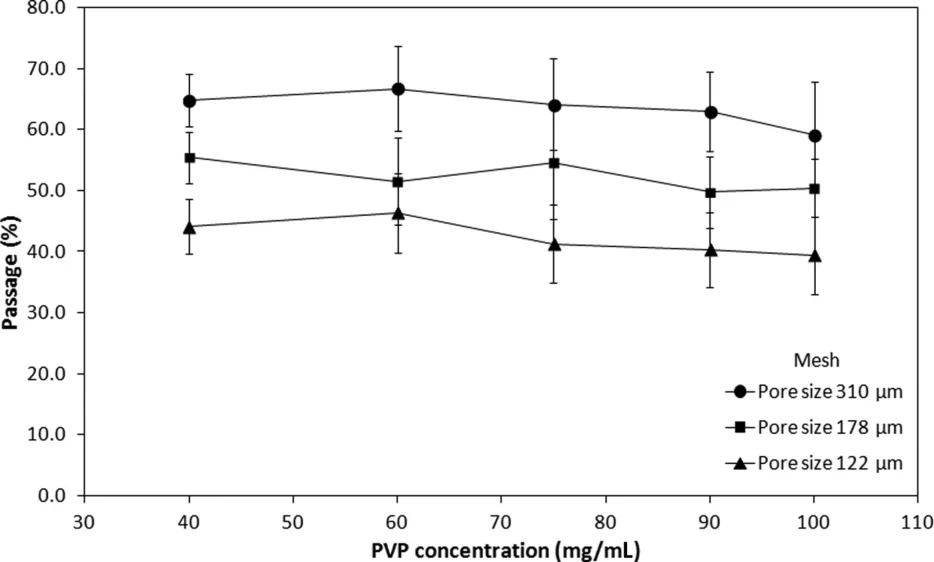 80.0
70.0
60.0
50.0
40.0
30.0
20.0
10.0
0.0
Passage (%)
30 40 50 60 70 80 90 100 110
PVP concentration (mg/mL)
Mesh
Pore size 310 µm
Pore size 178 µm
Pore size 122 µm